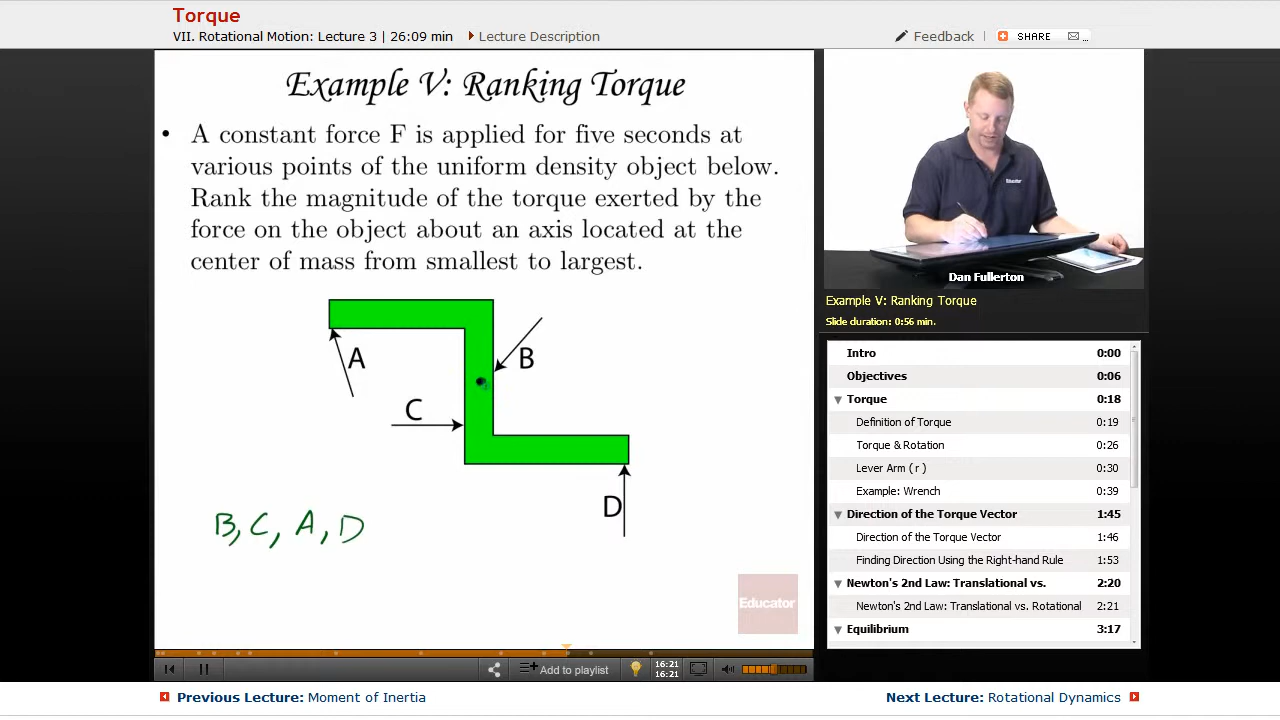 Torque
VII. Rotational Motion: Lecture 3 | 26:09 min
Lecture Description
Feedback
SHARE
...
Example V: Ranking Torque
• A constant force F is applied for five seconds at
various points of the uniform density object below.
Rank the magnitude of the torque exerted by the
force on the object about an axis located at the
center of mass from smallest to largest.
A
B
C
D
B, C, A, D
Educator
16:21
16:21
Add to playlist
Educator
Dan Fullerton
Example V: Ranking Torque
Slide duration: 0:56 min.
Intro 0:00
Objectives 0:06
Torque 0:18
Definition of Torque 0:19
Torque & Rotation 0:26
Lever Arm ( r ) 0:30
Example: Wrench 0:39
Direction of the Torque Vector 1:45
Direction of the Torque Vector 1:46
Finding Direction Using the Right-hand Rule 1:53
Newton's 2nd Law: Translational vs. 2:20
Newton's 2nd Law: Translational vs. Rotational 2:21
Equilibrium 3:17
Previous Lecture: Moment of Inertia
Next Lecture: Rotational Dynamics